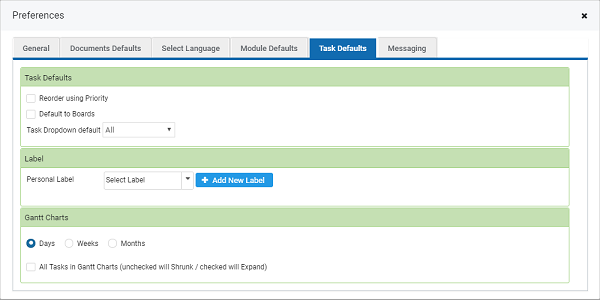 Preferences
General Documents Defaults Select Language Module Defaults Task Defaults Messaging
Task Defaults
Reorder using Priority
Default to Boards
Task Dropdown default All
Label
Personal Label Select Label + Add New Label
Gantt Charts
Days Weeks Months
All Tasks in Gantt Charts (unchecked will Shrunk / checked will Expand)